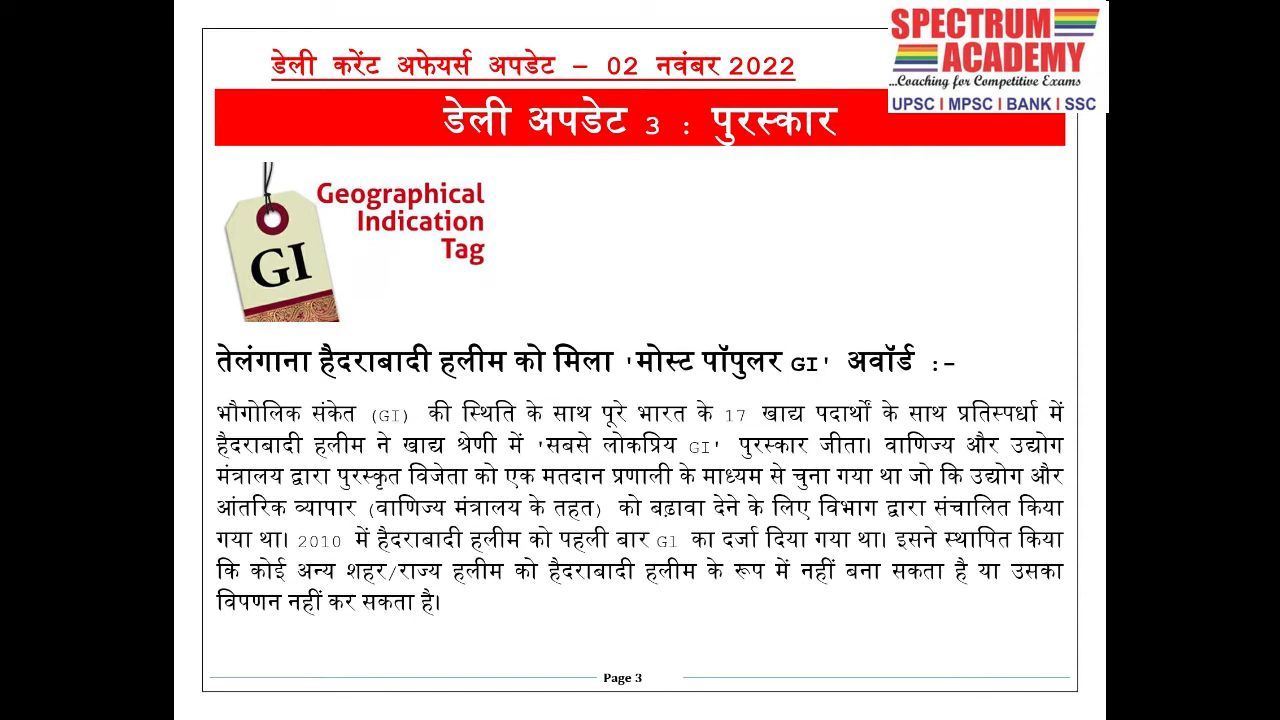 SPECTRUM
ACADEMY
...Coaching for Competitive Exams
UPSC | MPSC | BANK | SSC
डेली करेंट अफेयर्स अपडेट – 02 नवंबर 2022
डेली अपडेट 3 : पुरस्कार
Geographical
Indication
Tag
GI
तेलंगाना हैदराबादी हलीम को मिला 'मोस्ट पॉपुलर GI' अवॉर्ड :-
भौगोलिक संकेत (GI) की स्थिति के साथ पूरे भारत के 17 खाद्य पदार्थों के साथ प्रतिस्पर्धा में
हैदराबादी हलीम ने खाद्य श्रेणी में 'सबसे लोकप्रिय GI' पुरस्कार जीता। वाणिज्य और उद्योग
मंत्रालय द्वारा पुरस्कृत विजेता को एक मतदान प्रणाली के माध्यम से चुना गया था जो कि उद्योग और
आंतरिक व्यापार (वाणिज्य मंत्रालय के तहत) को बढ़ावा देने के लिए विभाग द्वारा संचालित किया
गया था। 2010 में हैदराबादी हलीम को पहली बार Gl का दर्जा दिया गया था। इसने स्थापित किया
कि कोई अन्य शहर/राज्य हलीम को हैदराबादी हलीम के रूप में नहीं बना सकता है या उसका
विपणन नहीं कर सकता है।
Page 3